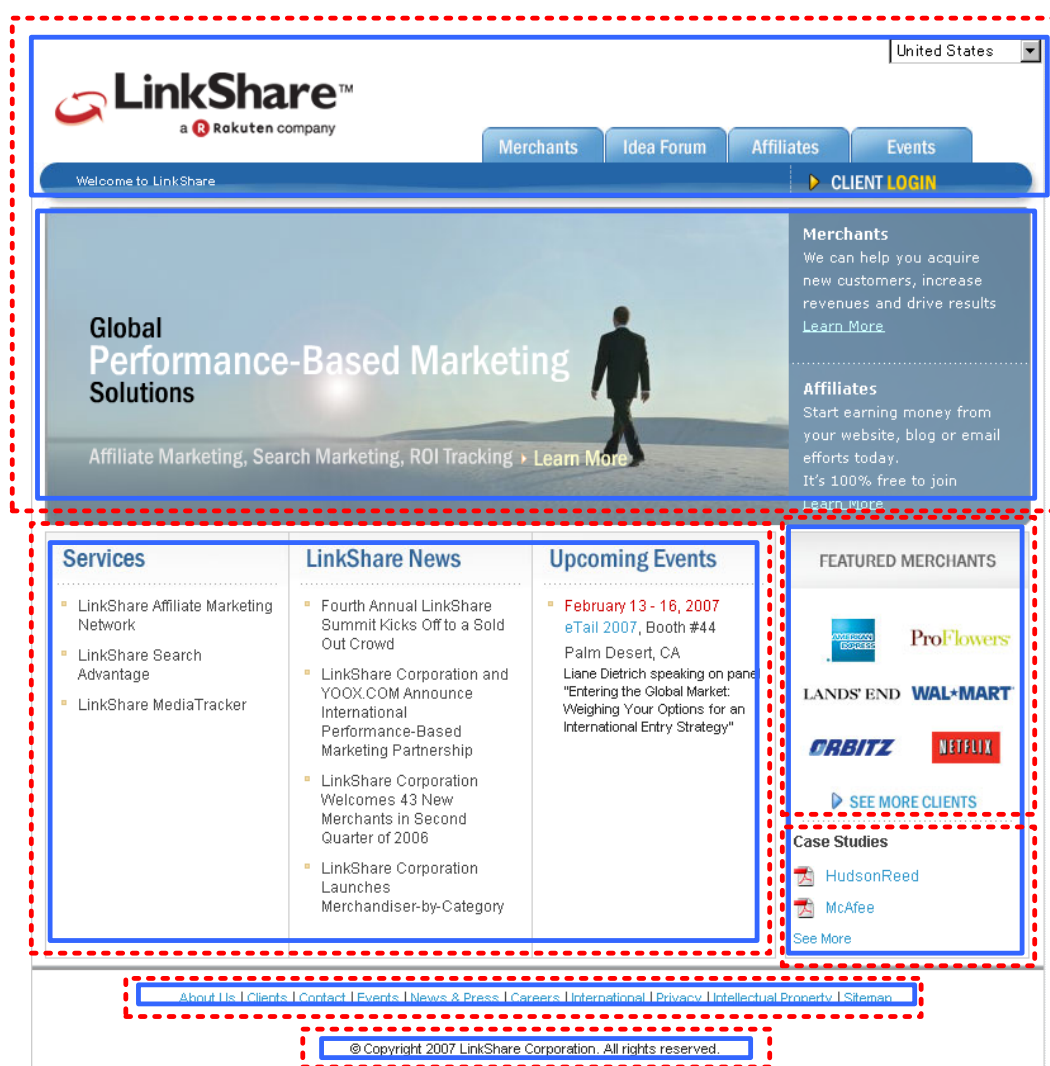 United States
LinkShare™
a R Rakuten company
Merchants
Idea Forum
Affiliates
Events
Welcome to LinkShare
CLIENT LOGIN
Global
Performance-Based Marketing
Solutions
Affiliate Marketing, Search Marketing, ROI Tracking Learn More
Merchants
We can help you acquire
new customers, increase
revenues and drive results
Learn More
Affiliates
Start earning money from
your website, blog or email
efforts today.
It's 100% free to join
Learn More
Services
LinkShare Affiliate Marketing
Network
LinkShare Search
Advantage
LinkShare MediaTracker
LinkShare News
Fourth Annual LinkShare
Summit Kicks Off to a Sold
Out Crowd
LinkShare Corporation and
YOOX.COM Announce
International
Performance-Based
Marketing Partnership
LinkShare Corporation
Welcomes 43 New
Merchants in Second
Quarter of 2006
LinkShare Corporation
Launches
Merchandiser-by-Category
Upcoming Events
February 13 - 16, 2007
eTail 2007, Booth #44
Palm Desert, CA
Liane Dietrich speaking on panel
"Entering the Global Market:
Weighing Your Options for an
International Entry Strategy"
FEATURED MERCHANTS
AMERICAN
EXPRESS
ProFlowers
LANDS' END
WAL★MART
ORBITZ
NETFLIX
SEE MORE CLIENTS
Case Studies
HudsonReed
McAfee
See More
About Us | Clients | Contact | Events | News & Press | Careers | International | Privacy | Intellectual Property | Sitemap
© Copyright 2007 LinkShare Corporation. All rights reserved.